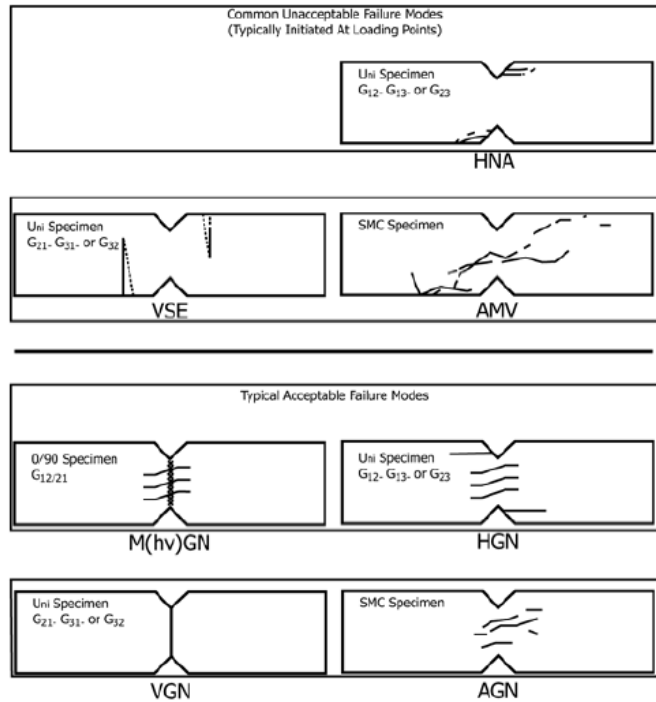 Common Unacceptable Failure Modes
(Typically Initiated At Loading Points)
Uni Specimen
G12- G13- or G23
HNA
Uni Specimen
G21- G31- or G32
VSE
SMC Specimen
AMV
Typical Acceptable Failure Modes
0/90 Specimen
G12/21
M(hv)GN
Uni Specimen
G12- G13- or G23
HGN
Uni Specimen
G21- G31- or G32
VGN
SMC Specimen
AGN